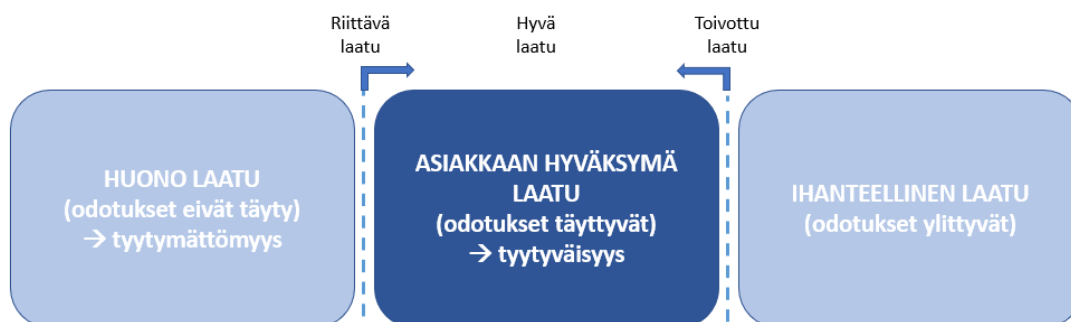 Riittävä
laatu
Hyvä
laatu
Toivottu
laatu
HUONO LAATU
(odotukset eivät täyty)
→ tyytymättömyys
ASIAKKAAN HYVÄKSYMÄ
LAATU
(odotukset täyttyvät)
→ tyytyväisyys
IHANTEELLINEN LAATU
(odotukset ylittyvät)